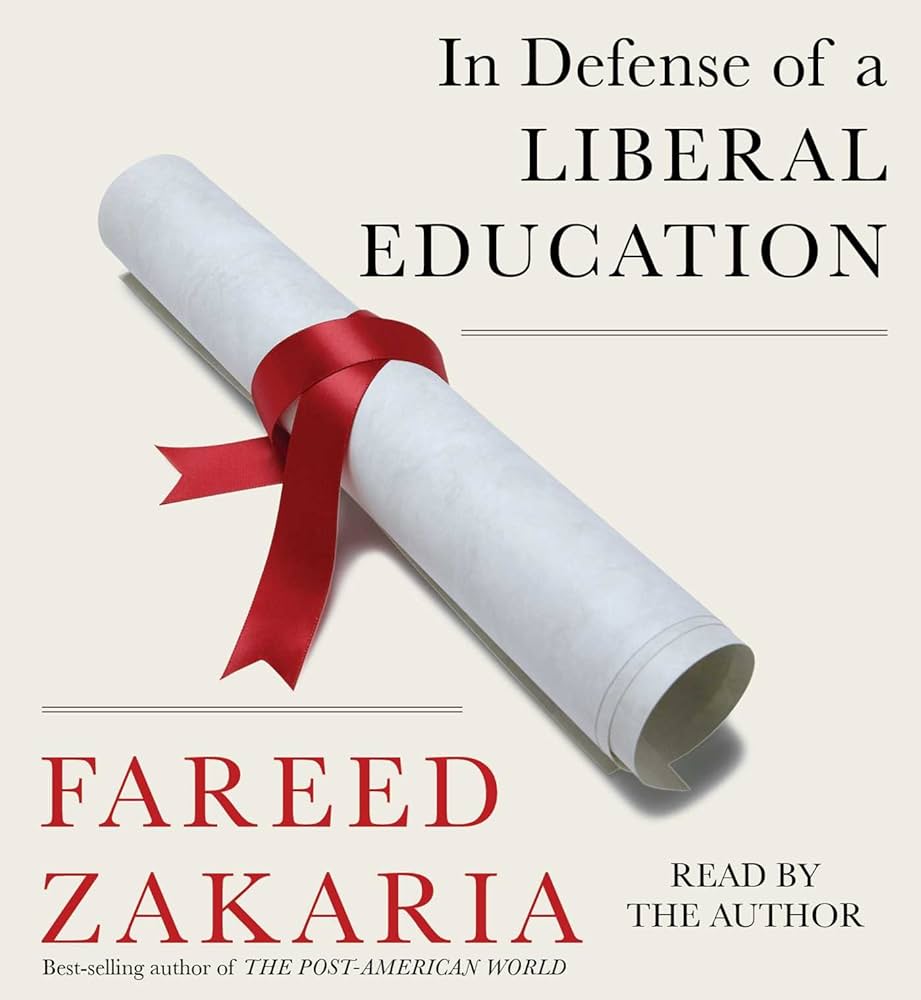 In Defense of a
LIBERAL
EDUCATION
FAREED
ZAKARIA
READ BY
THE AUTHOR
Best-selling author of THE POST-AMERICAN WORLD